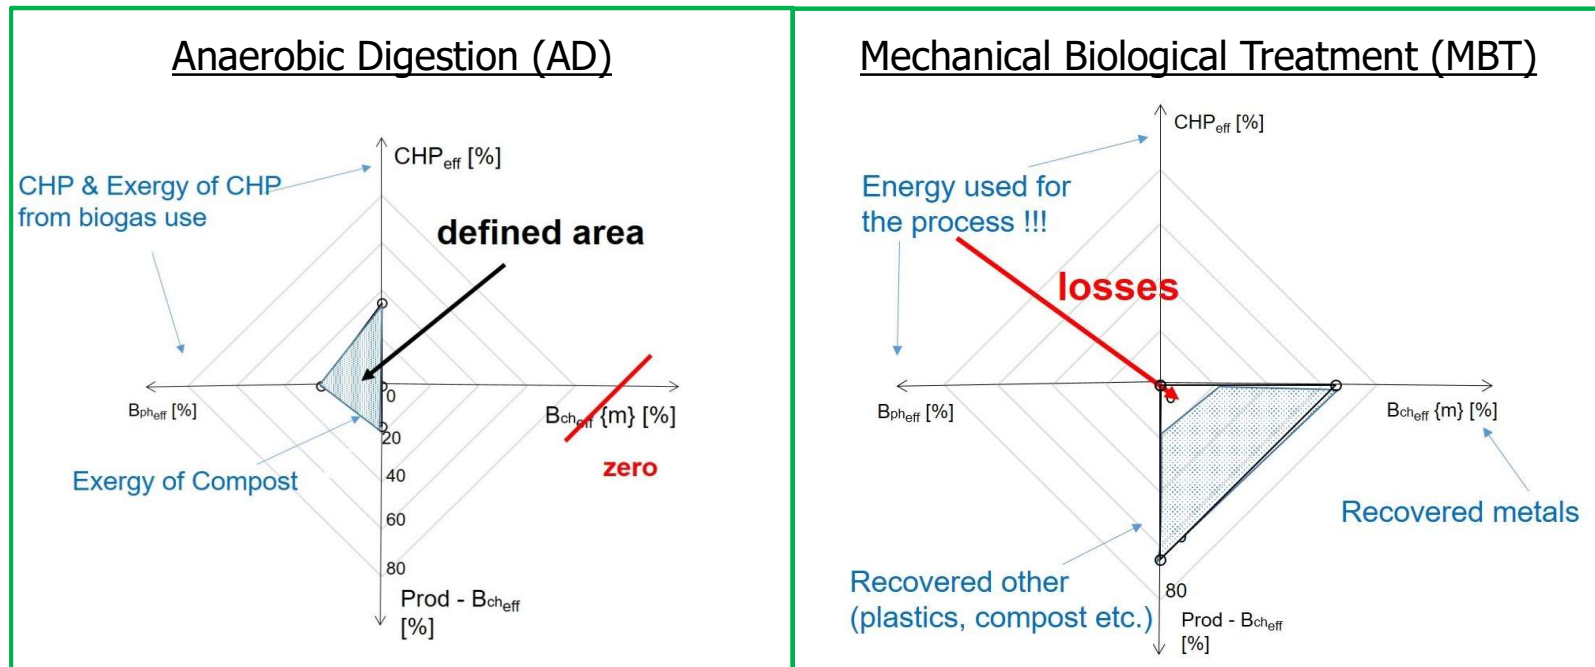 Anaerobic Digestion (AD)
CHPeff [%]
CHP & Exergy of CHP
from biogas use
defined area
0
Bpheff [%]
Bcheff {m} [%]
20
zero
40
Exergy of Compost
60
80
Prod - Bcheff
[%]
Mechanical Biological Treatment (MBT)
CHPeff [%]
Energy used for
the process !!!
losses
Bpheff [%]
Bcheff {m} [%]
Recovered metals
Recovered other
(plastics, compost etc.)
80
Prod - Bcheff
[%]